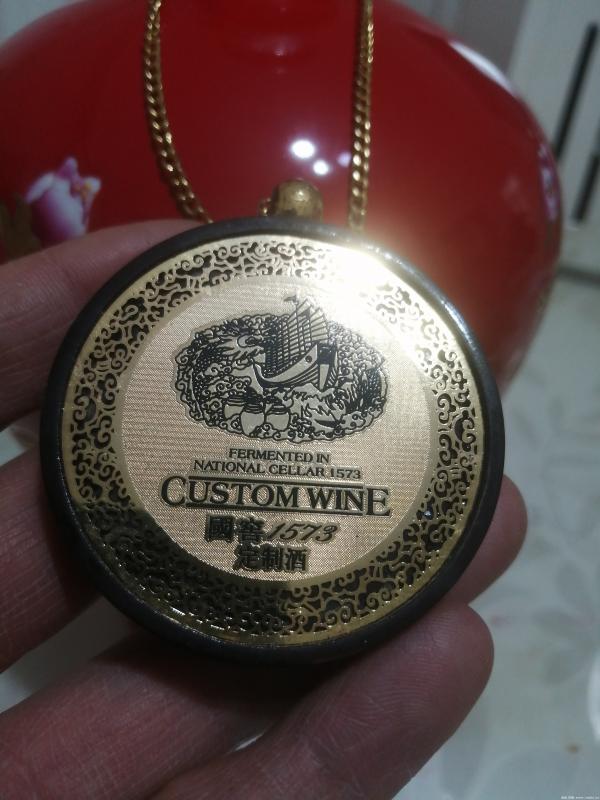 FERMENTED IN
NATIONAL CELLAR 1573
CUSTOM WINE
國窖1573
定制酒